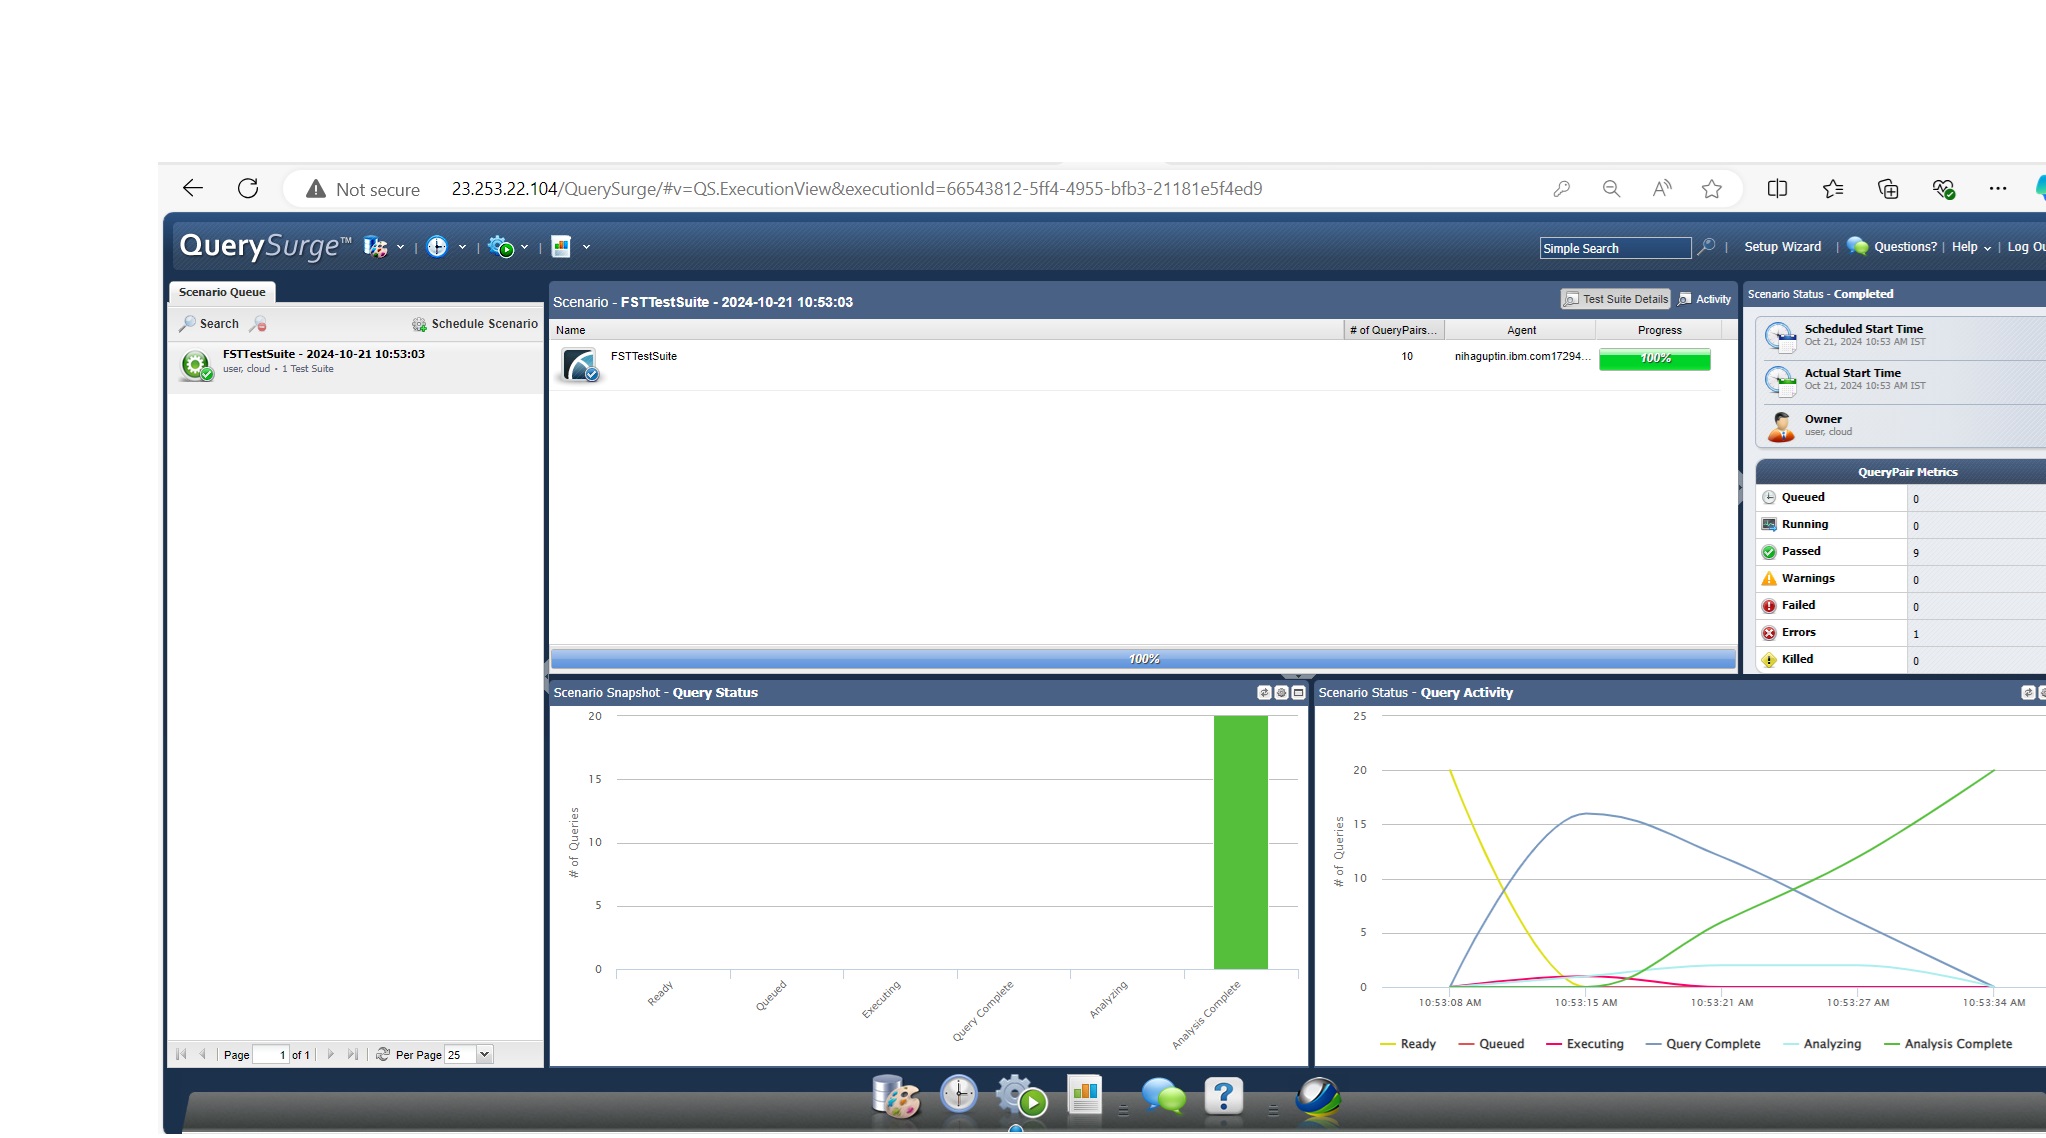 Not secure 23.253.22.104/QuerySurge/#v=QS.ExecutionView&executionId=66543812-5ff4-4955-bfb3-21181e5f4ed9
QuerySurge™
Simple Search
Setup Wizard | Questions? | Help | Log Ou
Scenario Queue
Search
Schedule Scenario
FSTTestSuite - 2024-10-21 10:53:03
user, cloud • 1 Test Suite
Page 1 of 1
Per Page 25
Scenario - FSTTestSuite - 2024-10-21 10:53:03
Test Suite Details
Activity
Name # of QueryPairs... Agent Progress
FSTTestSuite 10 nihaguptin.ibm.com17294... 100%
100%
Scenario Status - Completed
Scheduled Start Time
Oct 21, 2024 10:53 AM IST
Actual Start Time
Oct 21, 2024 10:53 AM IST
Owner
user, cloud
QueryPair Metrics
Queued 0
Running 0
Passed 9
Warnings 0
Failed 0
Errors 1
Killed 0
Scenario Snapshot - Query Status
20
15
10
5
0
# of Queries
Ready
Queued
Executing
Query Complete
Analyzing
Analysis Complete
Scenario Status - Query Activity
25
20
15
10
5
0
# of Queries
10:53:08 AM 10:53:15 AM 10:53:21 AM 10:53:27 AM 10:53:34 AM
Ready Queued Executing Query Complete Analyzing Analysis Complete